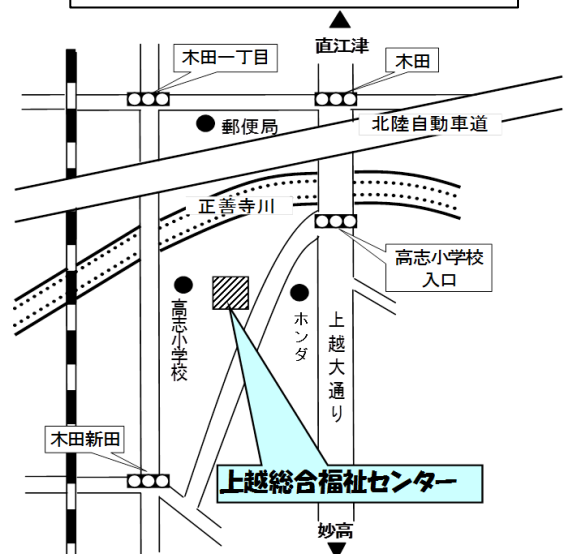 直江津
木田一丁目
木田
郵便局
北陸自動車道
正善寺川
高志小学校
入口
高志小学校
ホンダ
上越大通り
木田新田
上越総合福祉センター
妙高